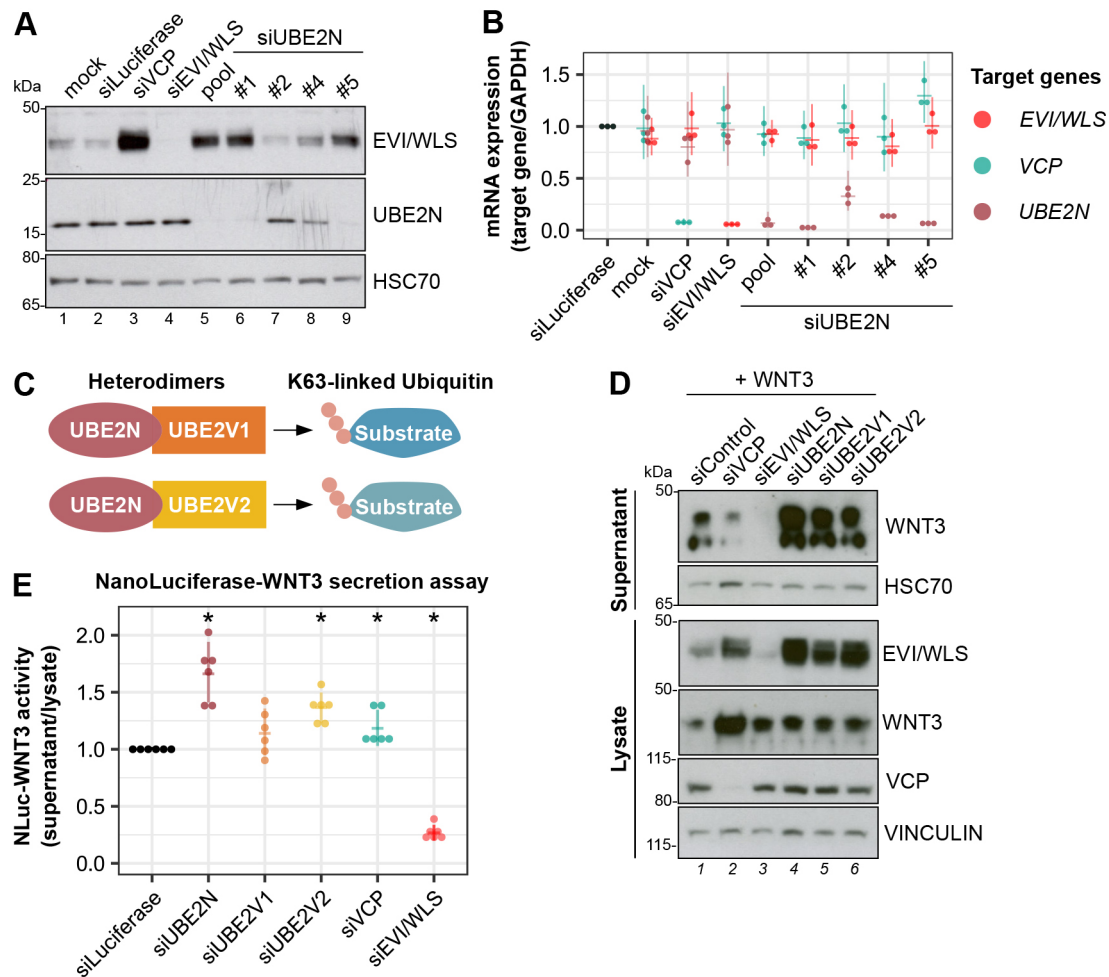 A
siUBE2N
kDa
mock
siLuciferase
siVCP
siEVI/WLS
pool
#1
#2
#4
#5
50
EVI/WLS
25
UBE2N
15
80
HSC70
65
1 2 3 4 5 6 7 8 9
B
mRNA expression
(target gene/GAPDH)
1.5
1.0
0.5
0.0
siLuciferase
mock
siVCP
siEVI/WLS
pool
#1
#2
#4
#5
siUBE2N
Target genes
EVI/WLS
VCP
UBE2N
C
Heterodimers
K63-linked Ubiquitin
UBE2N
UBE2V1
Substrate
UBE2N
UBE2V2
Substrate
D
+ WNT3
kDa
siControl
siVCP
siEVI/WLS
siUBE2N
siUBE2V1
siUBE2V2
Supernatant
50
WNT3
HSC70
65
Lysate
50
EVI/WLS
50
WNT3
115
VCP
80
VINCULIN
115
1 2 3 4 5 6
E
NanoLuciferase-WNT3 secretion assay
NLuc-WNT3 activity
(supernatant/lysate)
* * * *
2.0
1.5
1.0
0.5
0.0
siLuciferase
siUBE2N
siUBE2V1
siUBE2V2
siVCP
siEVI/WLS